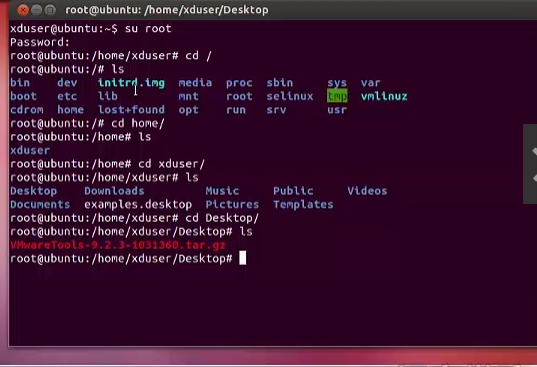 root@ubuntu: /home/xduser/Desktop
xduser@ubuntu:~$ su root
Password:
root@ubuntu:/home/xduser# cd /
root@ubuntu:/# ls
bin dev initrd.img media proc sbin sys var
boot etc lib mnt root selinux tmp vmlinuz
cdrom home lost+found opt run srv usr
root@ubuntu:/# cd home/
root@ubuntu:/home# ls
xduser
root@ubuntu:/home# cd xduser/
root@ubuntu:/home/xduser# ls
Desktop Downloads Music Public Videos
Documents examples.desktop Pictures Templates
root@ubuntu:/home/xduser# cd Desktop/
root@ubuntu:/home/xduser/Desktop# ls
VMwareTools-9.2.3-1031360.tar.gz
root@ubuntu:/home/xduser/Desktop#